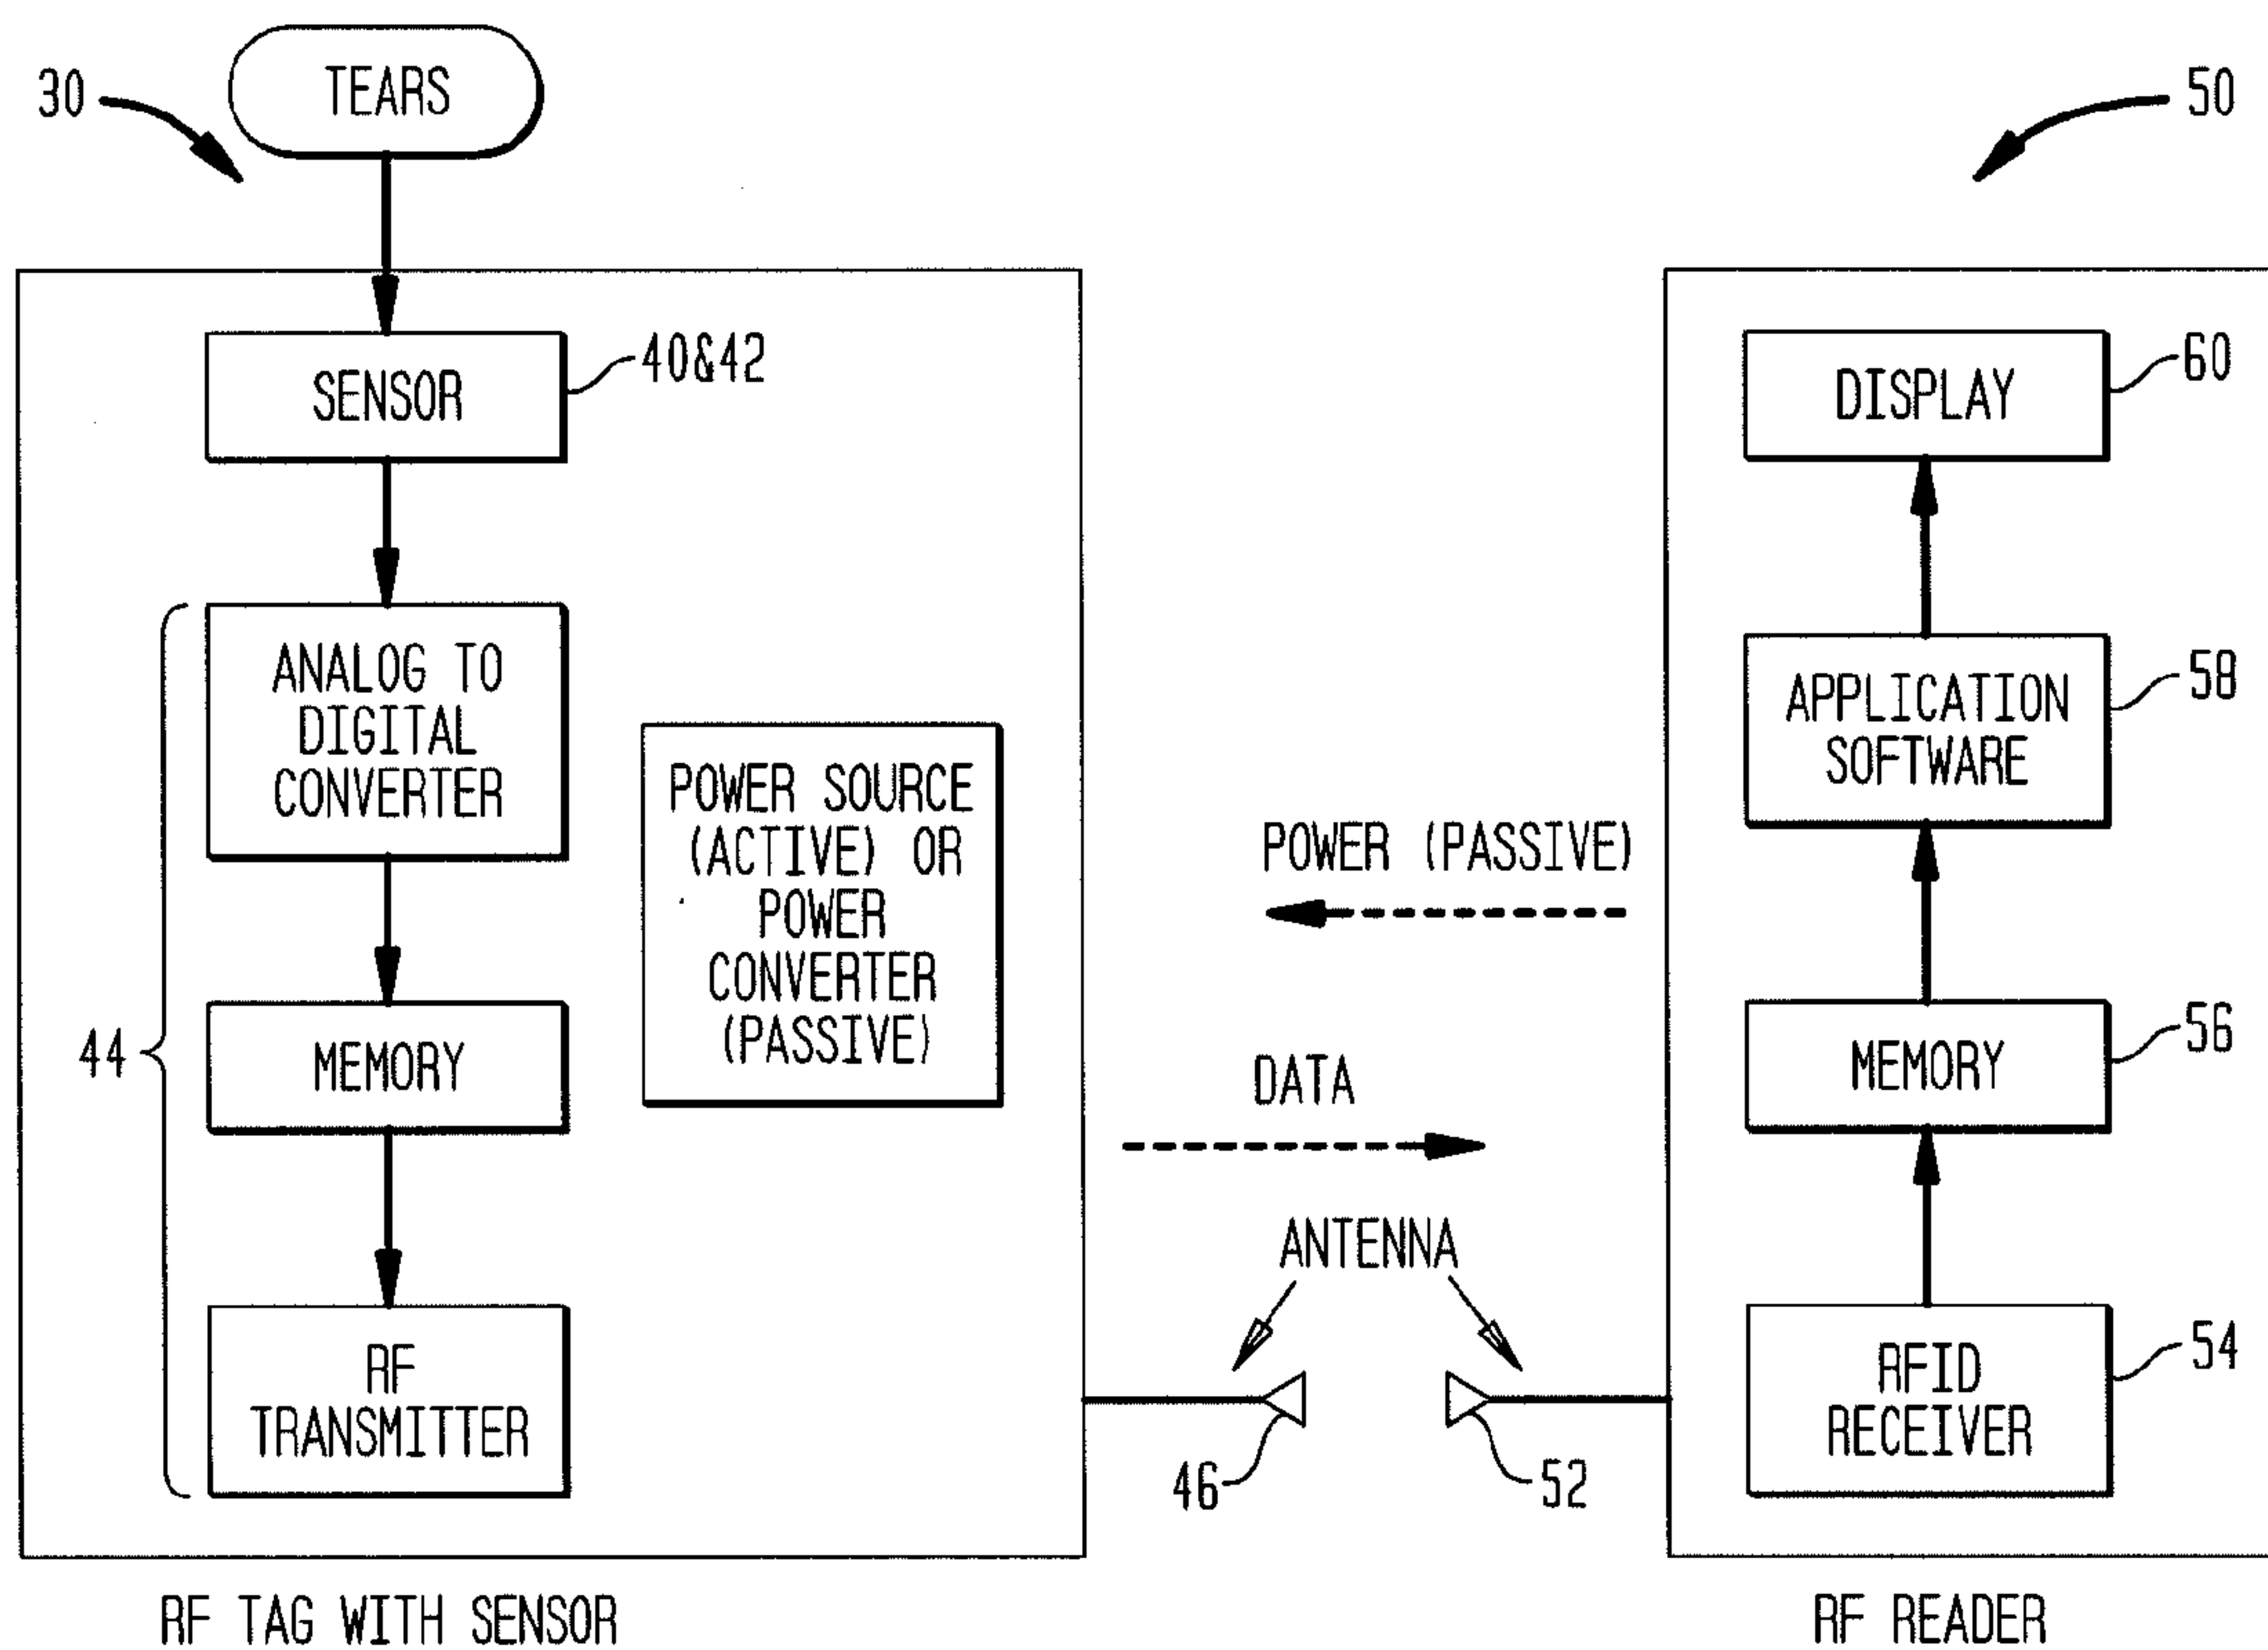 30
TEARS
50
SENSOR
40&42
ANALOG TO
DIGITAL
CONVERTER
44
MEMORY
RF
TRANSMITTER
POWER SOURCE
(ACTIVE) OR
POWER
CONVERTER
(PASSIVE)
POWER (PASSIVE)
DATA
ANTENNA
46
52
DISPLAY
60
APPLICATION
SOFTWARE
58
MEMORY
56
RFID
RECEIVER
54
RF TAG WITH SENSOR
RF READER